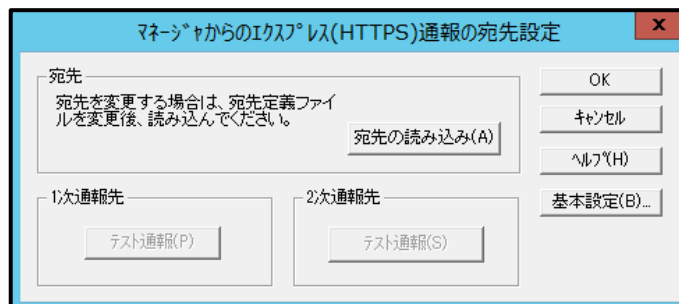 ﾏﾈｰｼﾞｬからのｴｸｽﾌﾟﾚｽ(HTTPS)通報の宛先設定
x
宛先
宛先を変更する場合は、宛先定義ファイ
ルを変更後、読み込んでください。
宛先の読み込み(A)
OK
ｷｬﾝｾﾙ
ﾍﾙﾌﾟ(H)
基本設定(B)...
1次通報先
テスト通報(P)
2次通報先
テスト通報(S)